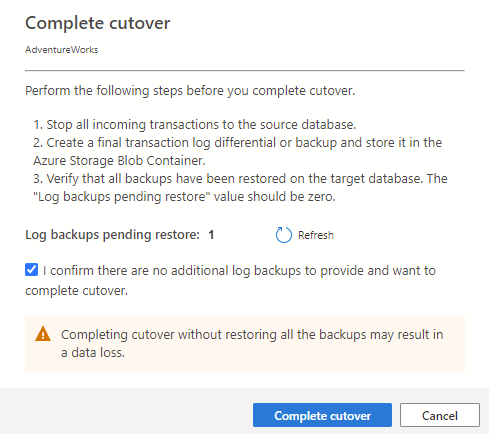 Complete cutover
AdventureWorks
Perform the following steps before you complete cutover.
1. Stop all incoming transactions to the source database.
2. Create a final transaction log differential or backup and store it in the
Azure Storage Blob Container.
3. Verify that all backups have been restored on the target database. The
"Log backups pending restore" value should be zero.
Log backups pending restore: 1 Refresh
I confirm there are no additional log backups to provide and want to
complete cutover.
Completing cutover without restoring all the backups may result in
a data loss.
Complete cutover Cancel